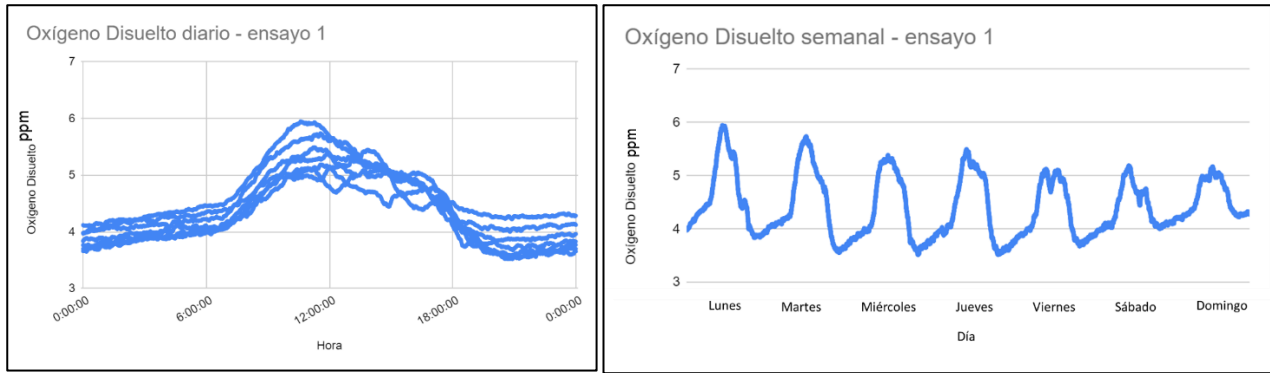 Oxígeno Disuelto diario - ensayo 1
Oxígeno Disuelto ppm
7
6
5
4
3
0:00:00
6:00:00
12:00:00
18:00:00
0:00:00
Hora
Oxígeno Disuelto semanal - ensayo 1
Oxígeno Disuelto ppm
7
6
5
4
3
Lunes
Martes
Miércoles
Jueves
Viernes
Sábado
Domingo
Día